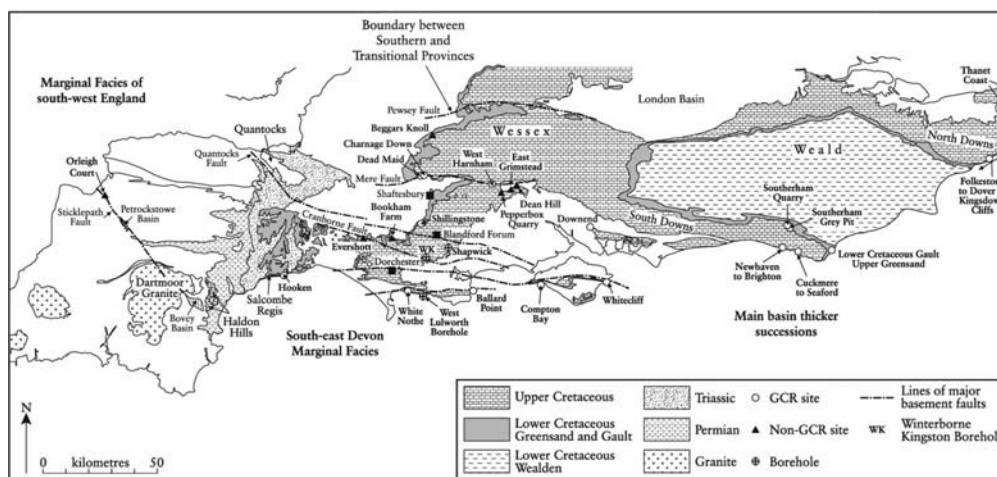 Boundary between
Southern and
Transitional Provinces
Thanet
Coast
Marginal Facies of
south-west England
London Basin
Pewsey Fault
Quantocks
Beggars Knoll
Wessex
North Downs
Charnage Down
West
Harnham
East
Grimstead
Weald
Orleigh
Court
Quantocks
Fault
Dead Maid
Mere Fault
Folkestone
to Dover
Kingsdown
Cliffs
Sticklepath Fault
Petrockstowe
Basin
Shaftesbury
Bookham
Farm
Dean Hill
Pepperbox
Quarry
Southerham
Quarry
Cranborne Fault
Shillingstone
Downend
South Downs
Southerham
Grey Pit
Evershott
Blandford Forum
WK
Shapwick
Lower Cretaceous Gault
Upper Greensand
Dorchester
Newhaven
to Brighton
Cuckmere
to Seaford
Dartmoor
Granite
Hooken
Salcombe
Regis
Bovey
Basin
Haldon
Hills
White
Nothe
West
Lulworth
Borehole
Ballard
Point
Compton
Bay
Whitecliff
Main basin thicker
successions
South-east Devon
Marginal Facies
N
0 kilometres 50
Upper Cretaceous
Lower Cretaceous
Greensand and Gault
Lower Cretaceous
Wealden
Triassic
Permian
Granite
GCR site
Non-GCR site
Borehole
Lines of major
basement faults
WK
Winterborne
Kingston Borehole